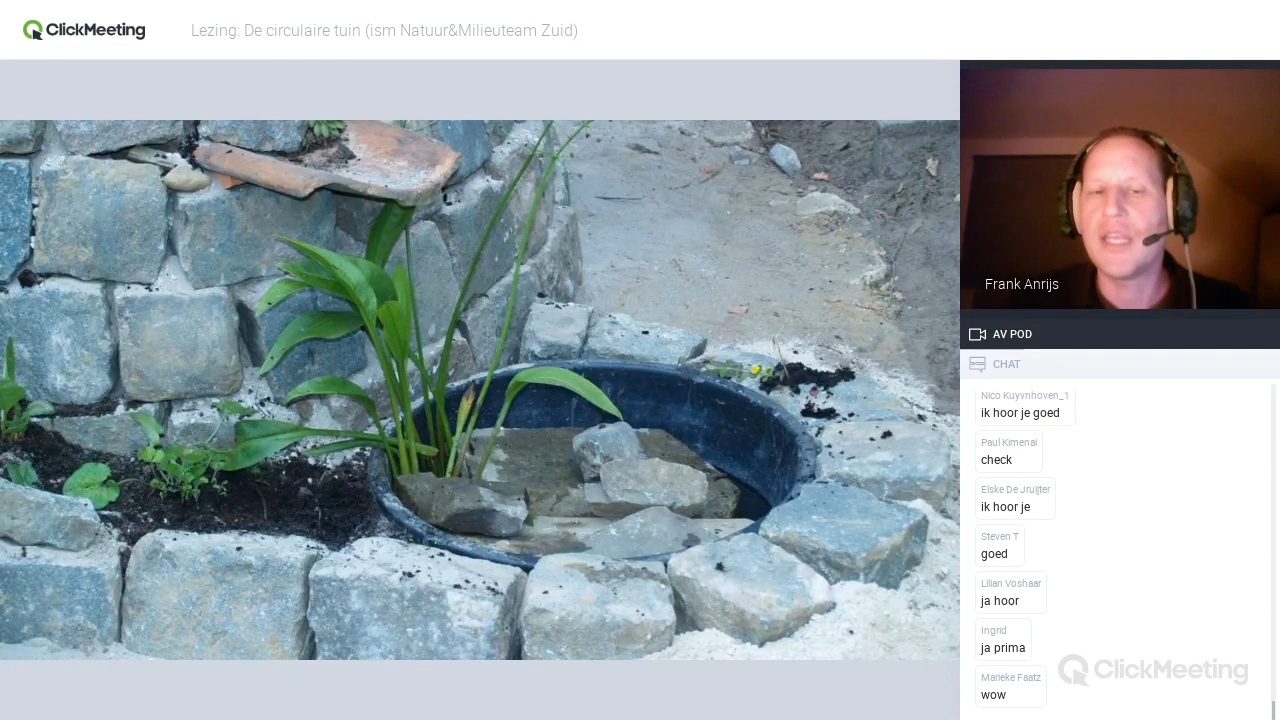 ClickMeeting
Lezing: De circulaire tuin (ism Natuur&Milieuteam Zuid)
Frank Anrijs
AV POD
CHAT
Nico Kuyvnhoven_1
ik hoor je goed
Paul Kimenai
check
Elske De Jruijter
ik hoor je
Steven T
goed
Lilian Voshaar
ja hoor
Ingrid
ja prima
Marieke Faatz
wow
ClickMeeting